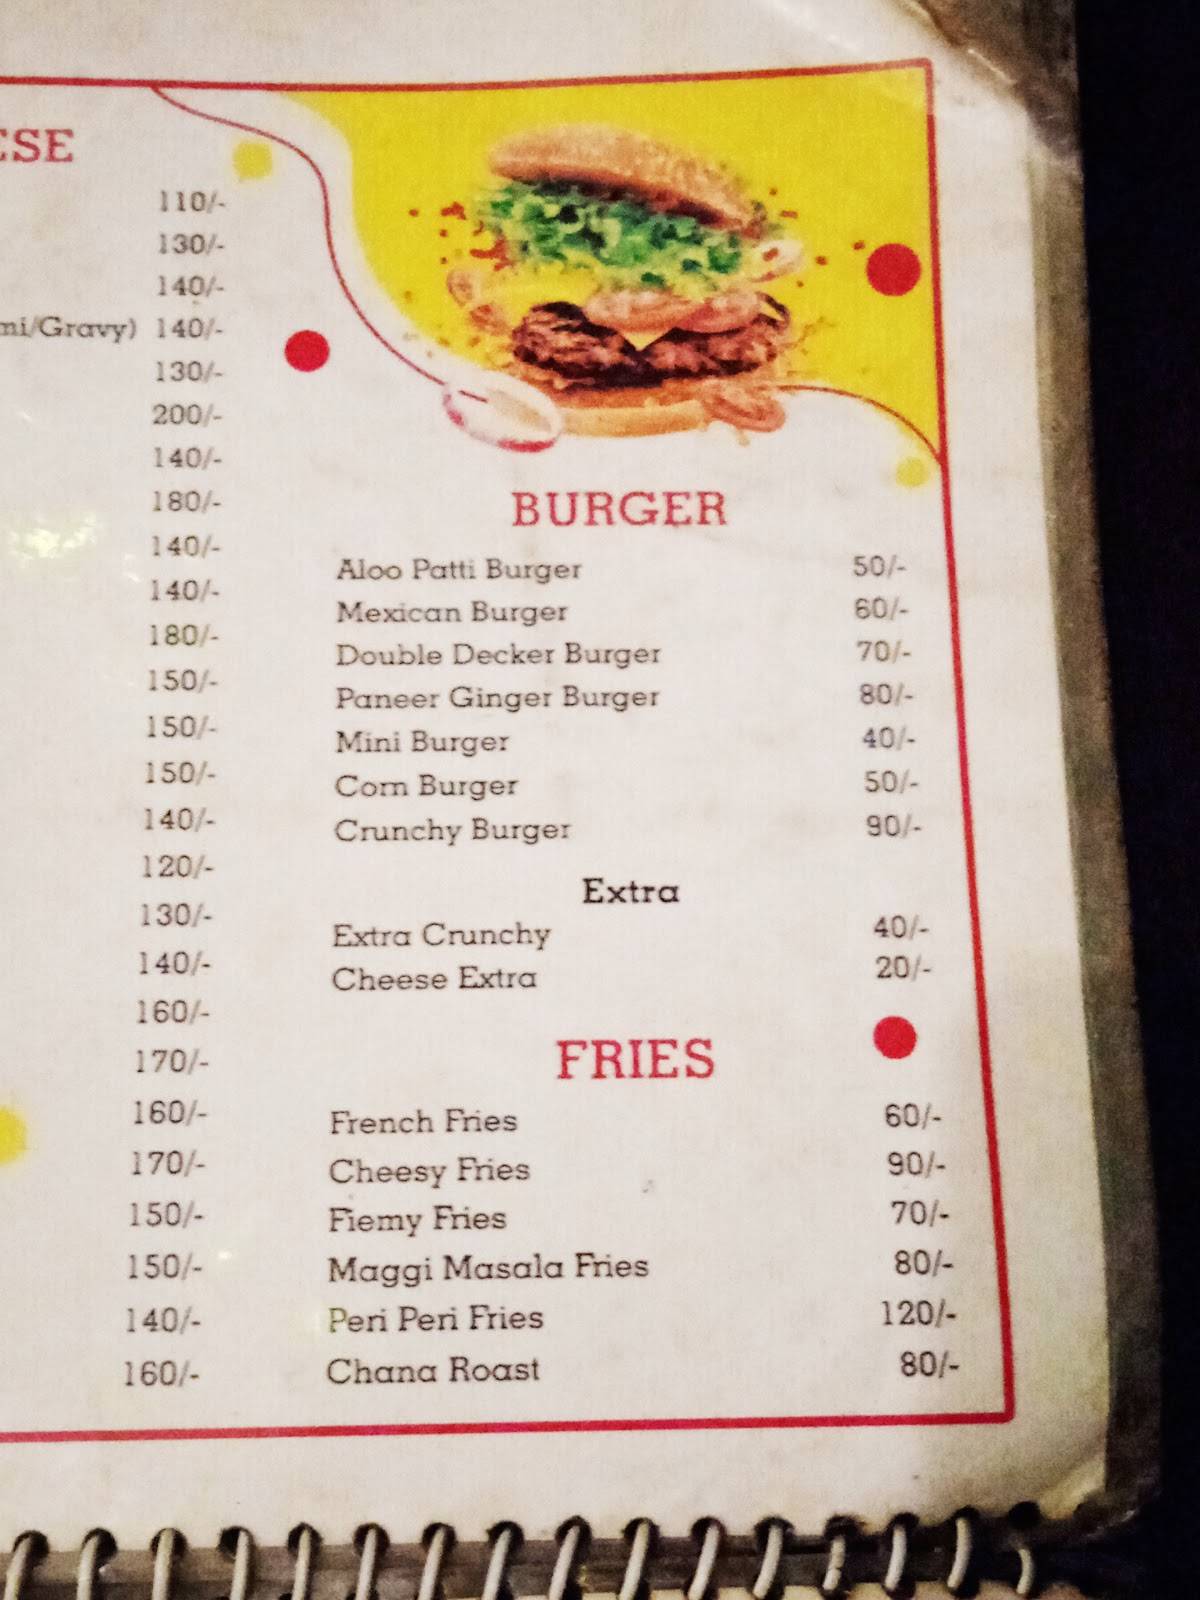 ESE
110/-
130/-
140/-
mi/Gravy) 140/-
130/-
200/-
140/-
180/-
140/-
140/-
180/-
150/-
150/-
150/-
140/-
120/-
130/-
140/-
160/-
170/-
160/-
170/-
150/-
150/-
140/-
160/-
BURGER
Aloo Patti Burger 50/-
Mexican Burger 60/-
Double Decker Burger 70/-
Paneer Ginger Burger 80/-
Mini Burger 40/-
Corn Burger 50/-
Crunchy Burger 90/-
Extra
Extra Crunchy 40/-
Cheese Extra 20/-
FRIES
French Fries 60/-
Cheesy Fries 90/-
Fiemy Fries 70/-
Maggi Masala Fries 80/-
Peri Peri Fries 120/-
Chana Roast 80/-